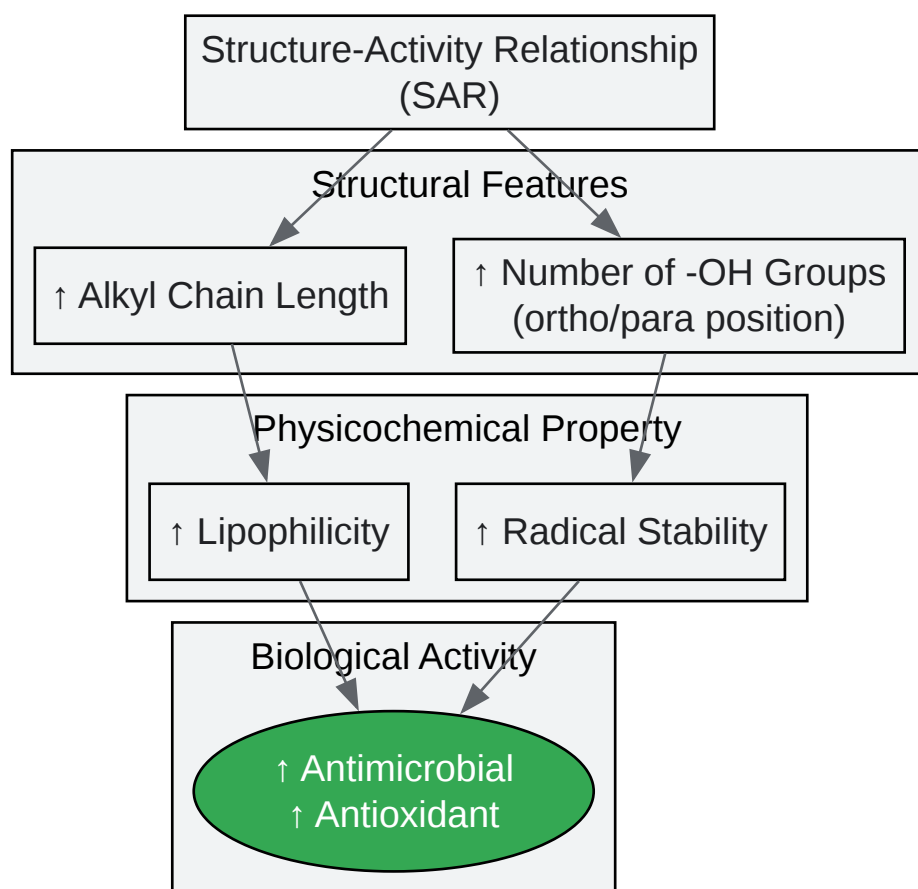 Structure-Activity Relationship
(SAR)
Structural Features
↑ Alkyl Chain Length
↑ Number of -OH Groups
(ortho/para position)
Physicochemical Property
↑ Lipophilicity
↑ Radical Stability
Biological Activity
↑ Antimicrobial
↑ Antioxidant